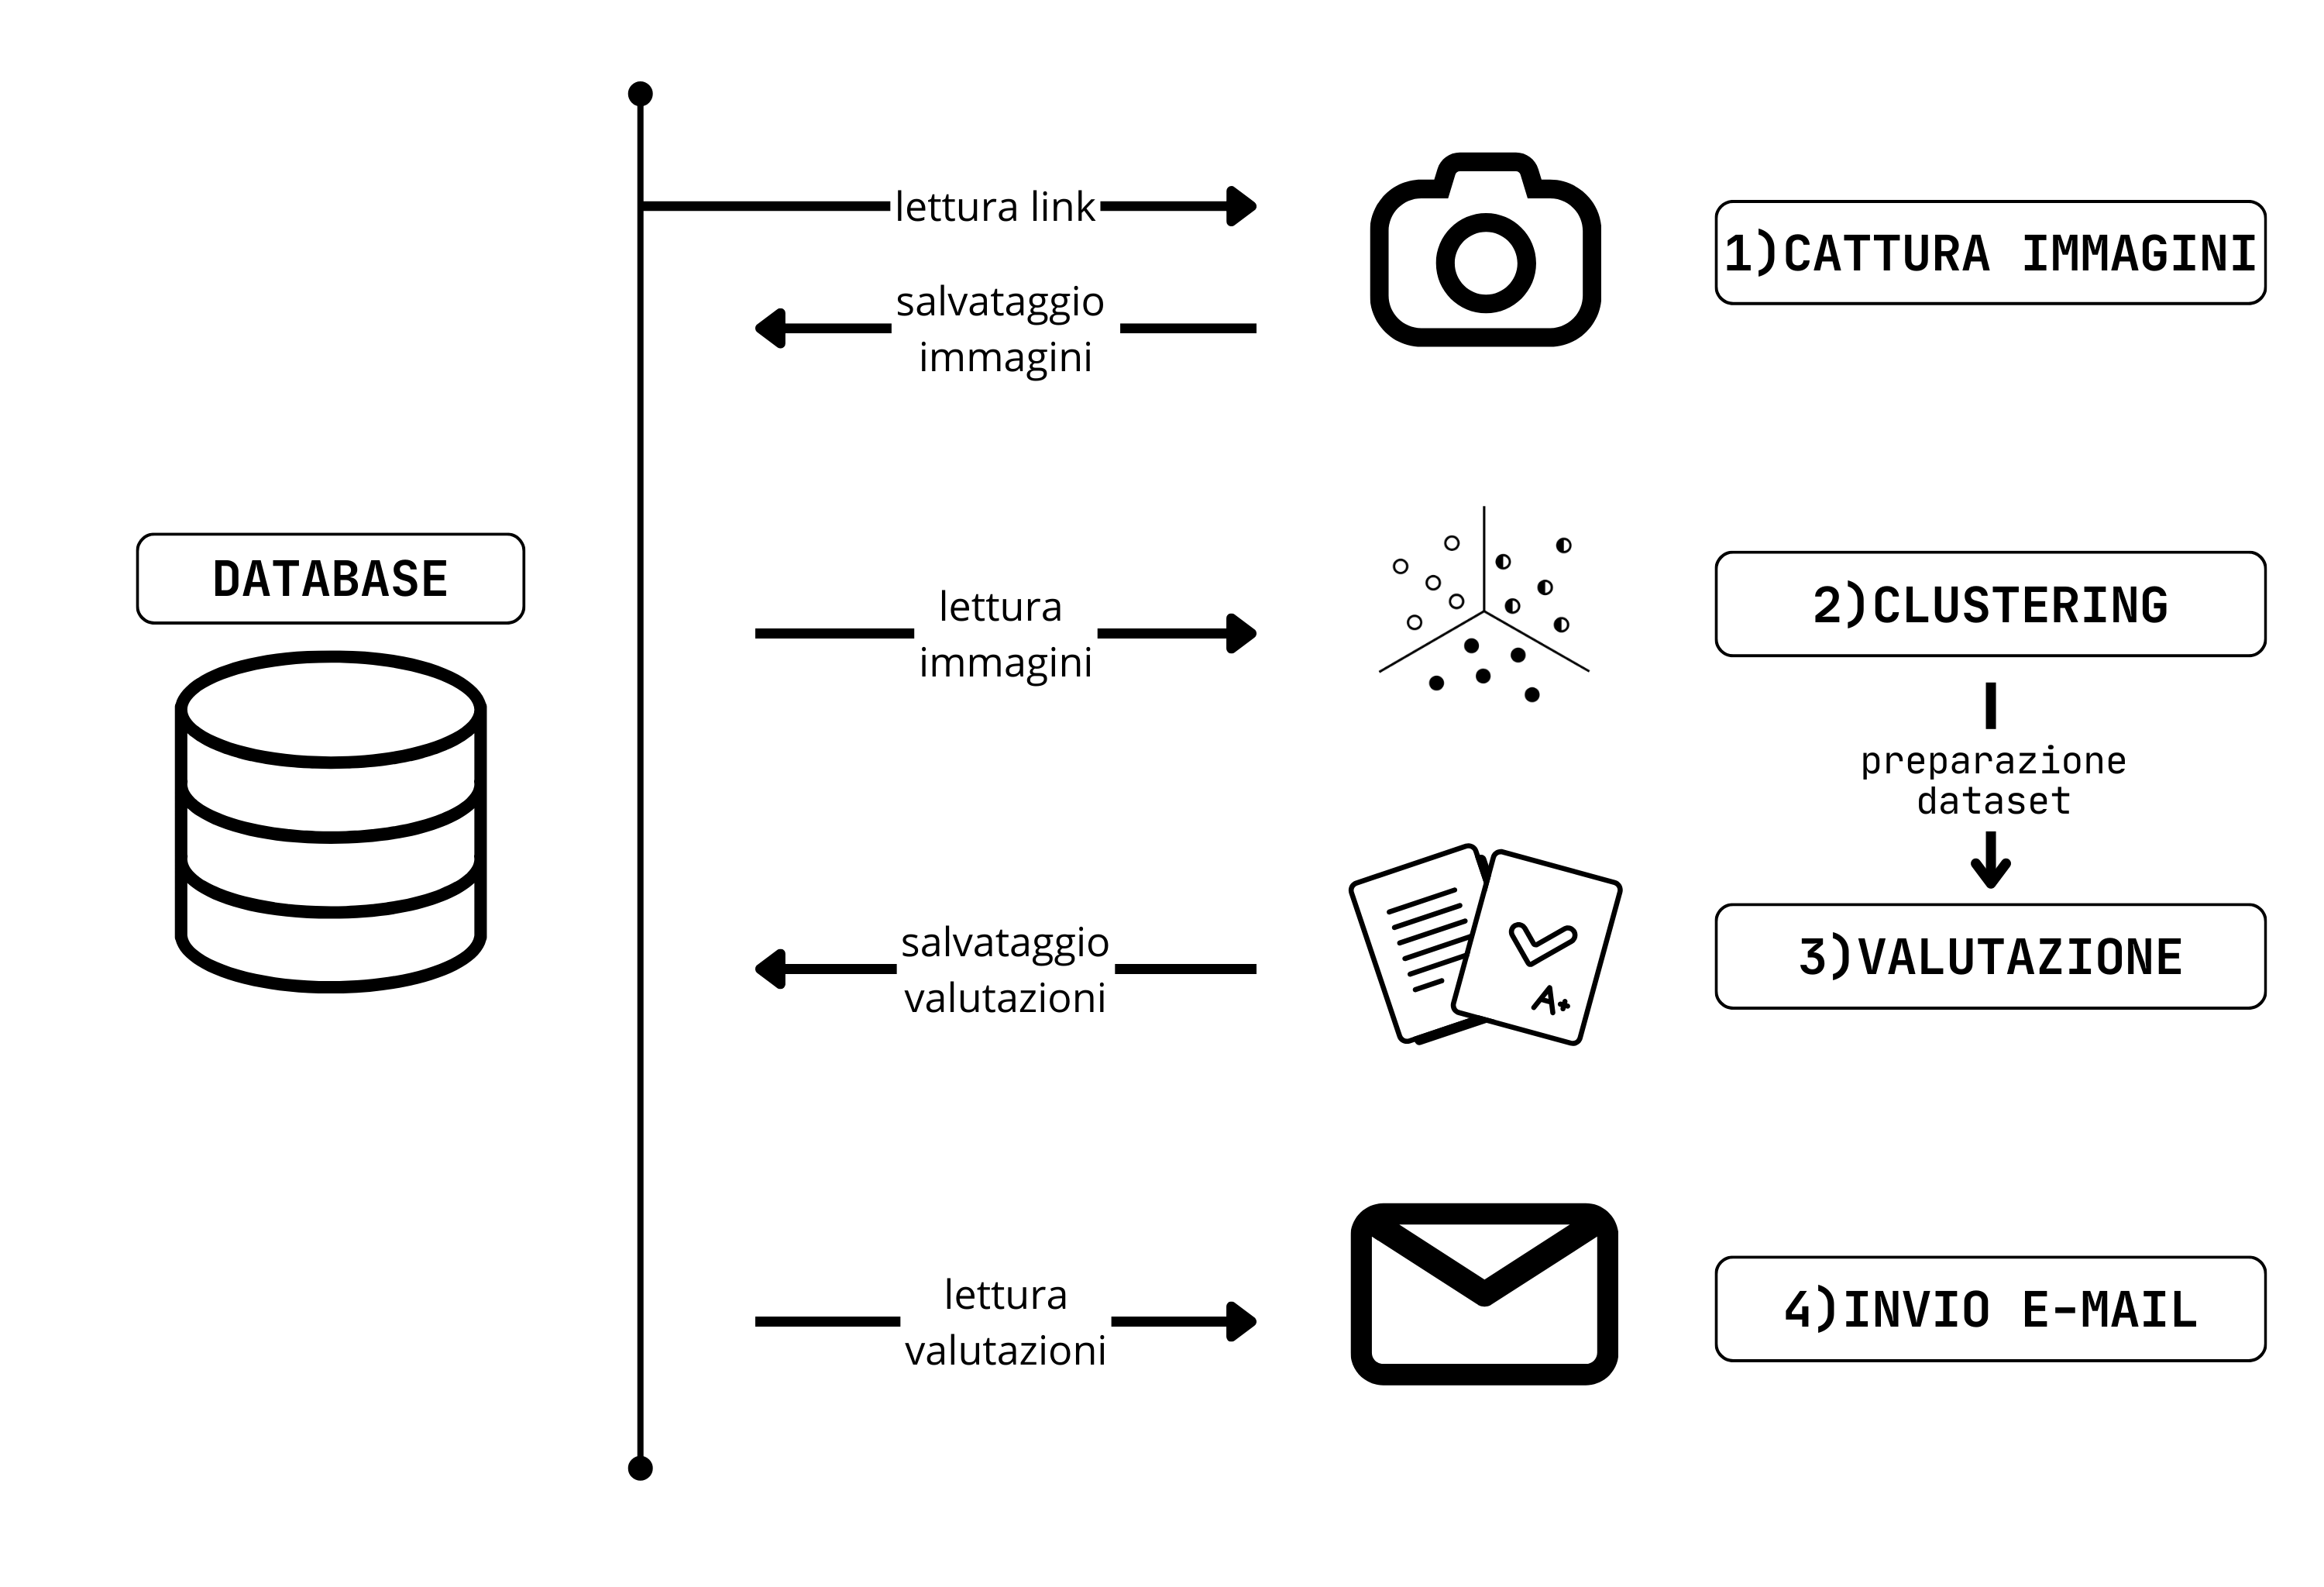 lettura link
1)CATTURA IMMAGINI
salvataggio
immagini
DATABASE
lettura
immagini
2)CLUSTERING
preparazione
dataset
salvataggio
valutazioni
A+
3)VALUTAZIONE
lettura
valutazioni
4)INVIO E-MAIL